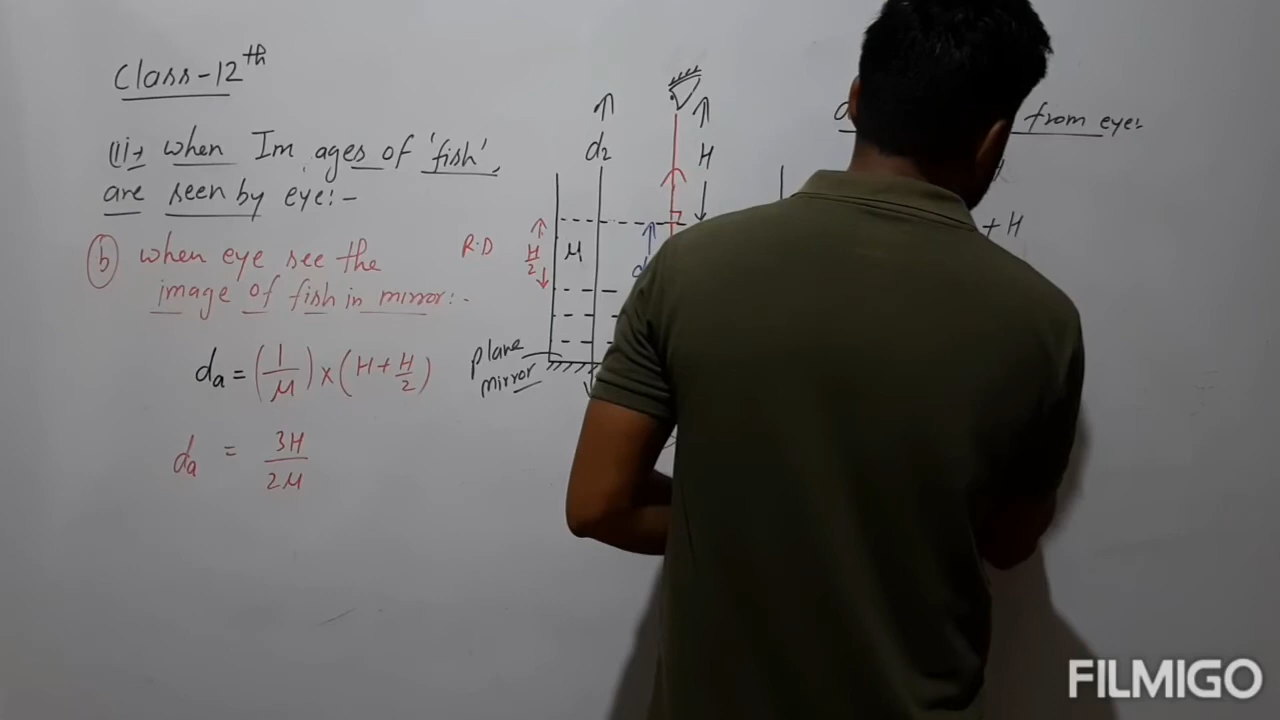 Class-12th
(ii) when Images of 'fish'
are seen by eye:-
(b) when eye see the
image of fish in mirror:-
da = (1/μ) × (H + H/2)
da = 3H/2μ
R.D
H/2
μ
plane
mirror
d2
H
d
from eye:
+ H
FILMIGO